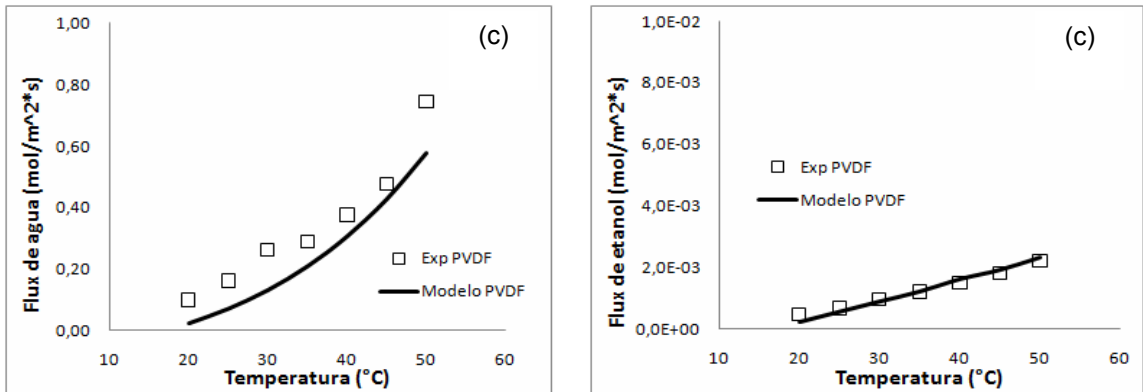 (c)
1,00
0,80
0,60
0,40
0,20
0,00
Flux de agua (mol/m^2*s)
Exp PVDF
Modelo PVDF
10 20 30 40 50 60
Temperatura (°C)
(c)
1,0E-02
8,0E-03
6,0E-03
4,0E-03
2,0E-03
0,0E+00
Flux de etanol (mol/m^2*s)
Exp PVDF
Modelo PVDF
10 20 30 40 50 60
Temperatura (°C)